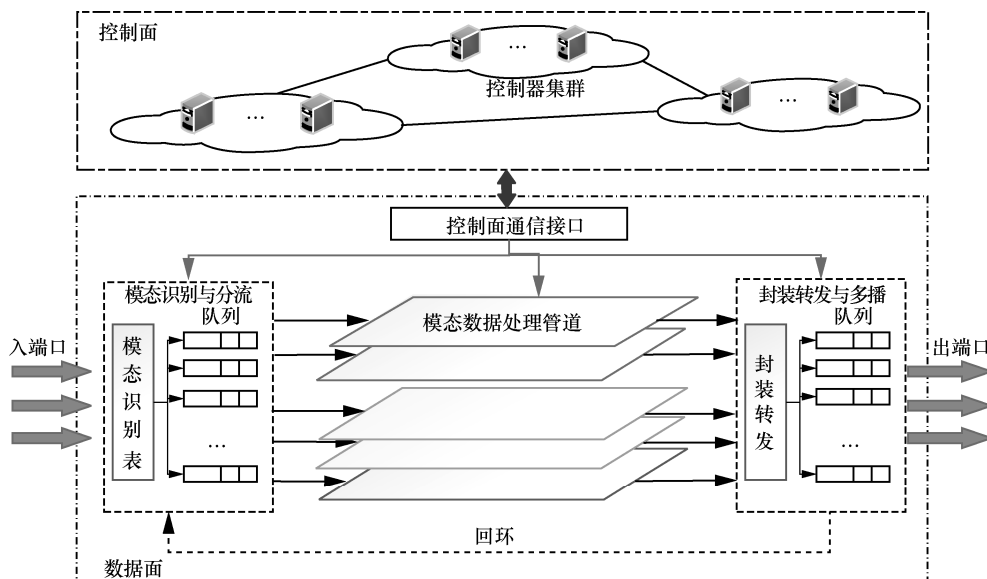 控制面
…
…
控制器集群
…
控制面通信接口
模态识别与分流
队列
封装转发与多播
队列
模态数据处理管道
入端口
出端口
模态识别表
封装转发
…
…
回环
数据面